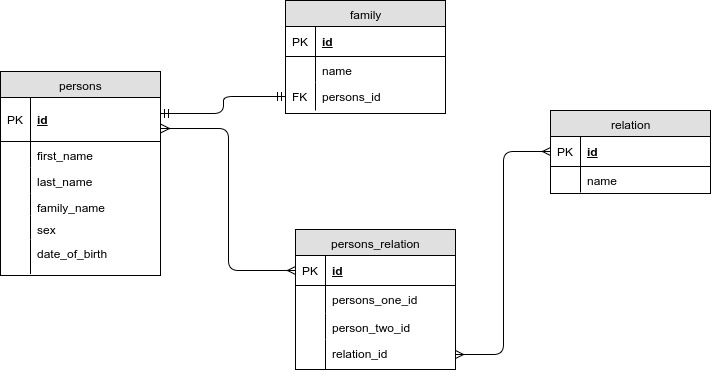 family
PK id
name
FK persons_id
persons
PK id
first_name
last_name
family_name
sex
date_of_birth
relation
PK id
name
persons_relation
PK id
persons_one_id
person_two_id
relation_id